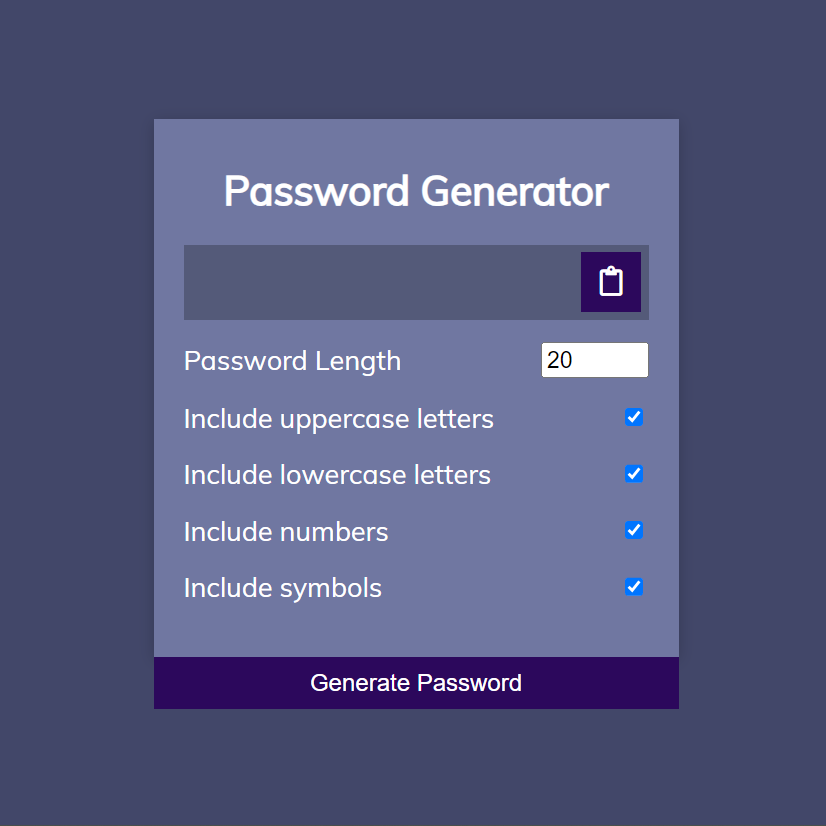 Password Generator
Password Length 20
Include uppercase letters
Include lowercase letters
Include numbers
Include symbols
Generate Password